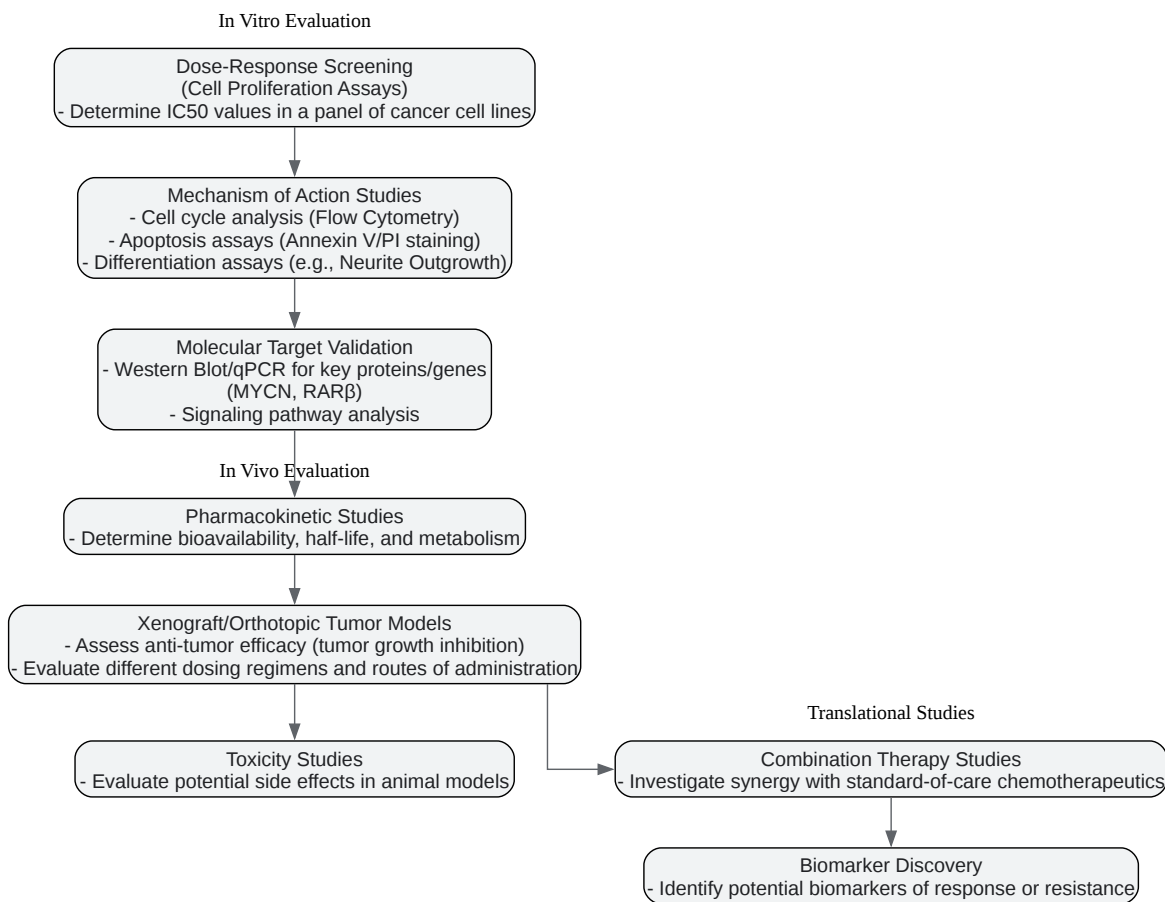 In Vitro Evaluation
Dose-Response Screening
(Cell Proliferation Assays)
- Determine IC50 values in a panel of cancer cell lines
Mechanism of Action Studies
- Cell cycle analysis (Flow Cytometry)
- Apoptosis assays (Annexin V/PI staining)
- Differentiation assays (e.g., Neurite Outgrowth)
Molecular Target Validation
- Western Blot/qPCR for key proteins/genes
(MYCN, RARβ)
- Signaling pathway analysis
In Vivo Evaluation
Pharmacokinetic Studies
- Determine bioavailability, half-life, and metabolism
Xenograft/Orthotopic Tumor Models
- Assess anti-tumor efficacy (tumor growth inhibition)
- Evaluate different dosing regimens and routes of administration
Toxicity Studies
- Evaluate potential side effects in animal models
Translational Studies
Combination Therapy Studies
- Investigate synergy with standard-of-care chemotherapeutics
Biomarker Discovery
- Identify potential biomarkers of response or resistance